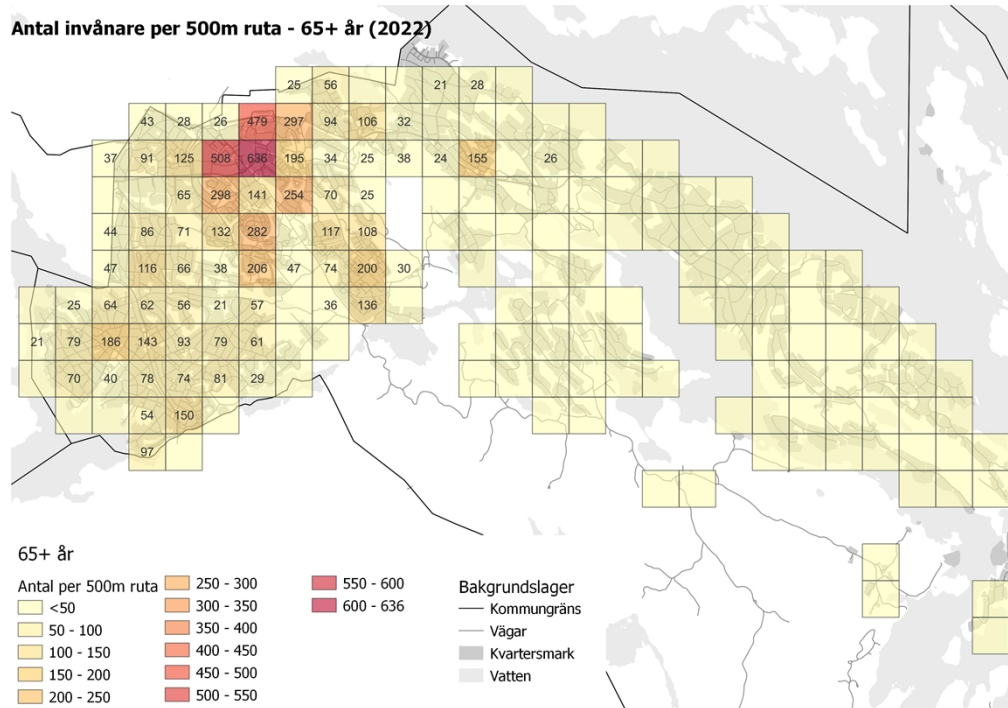 Antal invånare per 500m ruta - 65+ år (2022)
25 56 21 28
43 28 26 479 297 94 106 32
37 91 125 508 636 195 34 25 38 24 155 26
65 298 141 254 70 25
44 86 71 132 282 117 108
47 116 66 38 206 47 74 200 30
25 64 62 56 21 57 36 136
21 79 186 143 93 79 61
70 40 78 74 81 29
54 150
97
65+ år
Antal per 500m ruta
<50
50 - 100
100 - 150
150 - 200
200 - 250
250 - 300
300 - 350
350 - 400
400 - 450
450 - 500
500 - 550
550 - 600
600 - 636
Bakgrundslager
Kommungräns
Vägar
Kvartersmark
Vatten